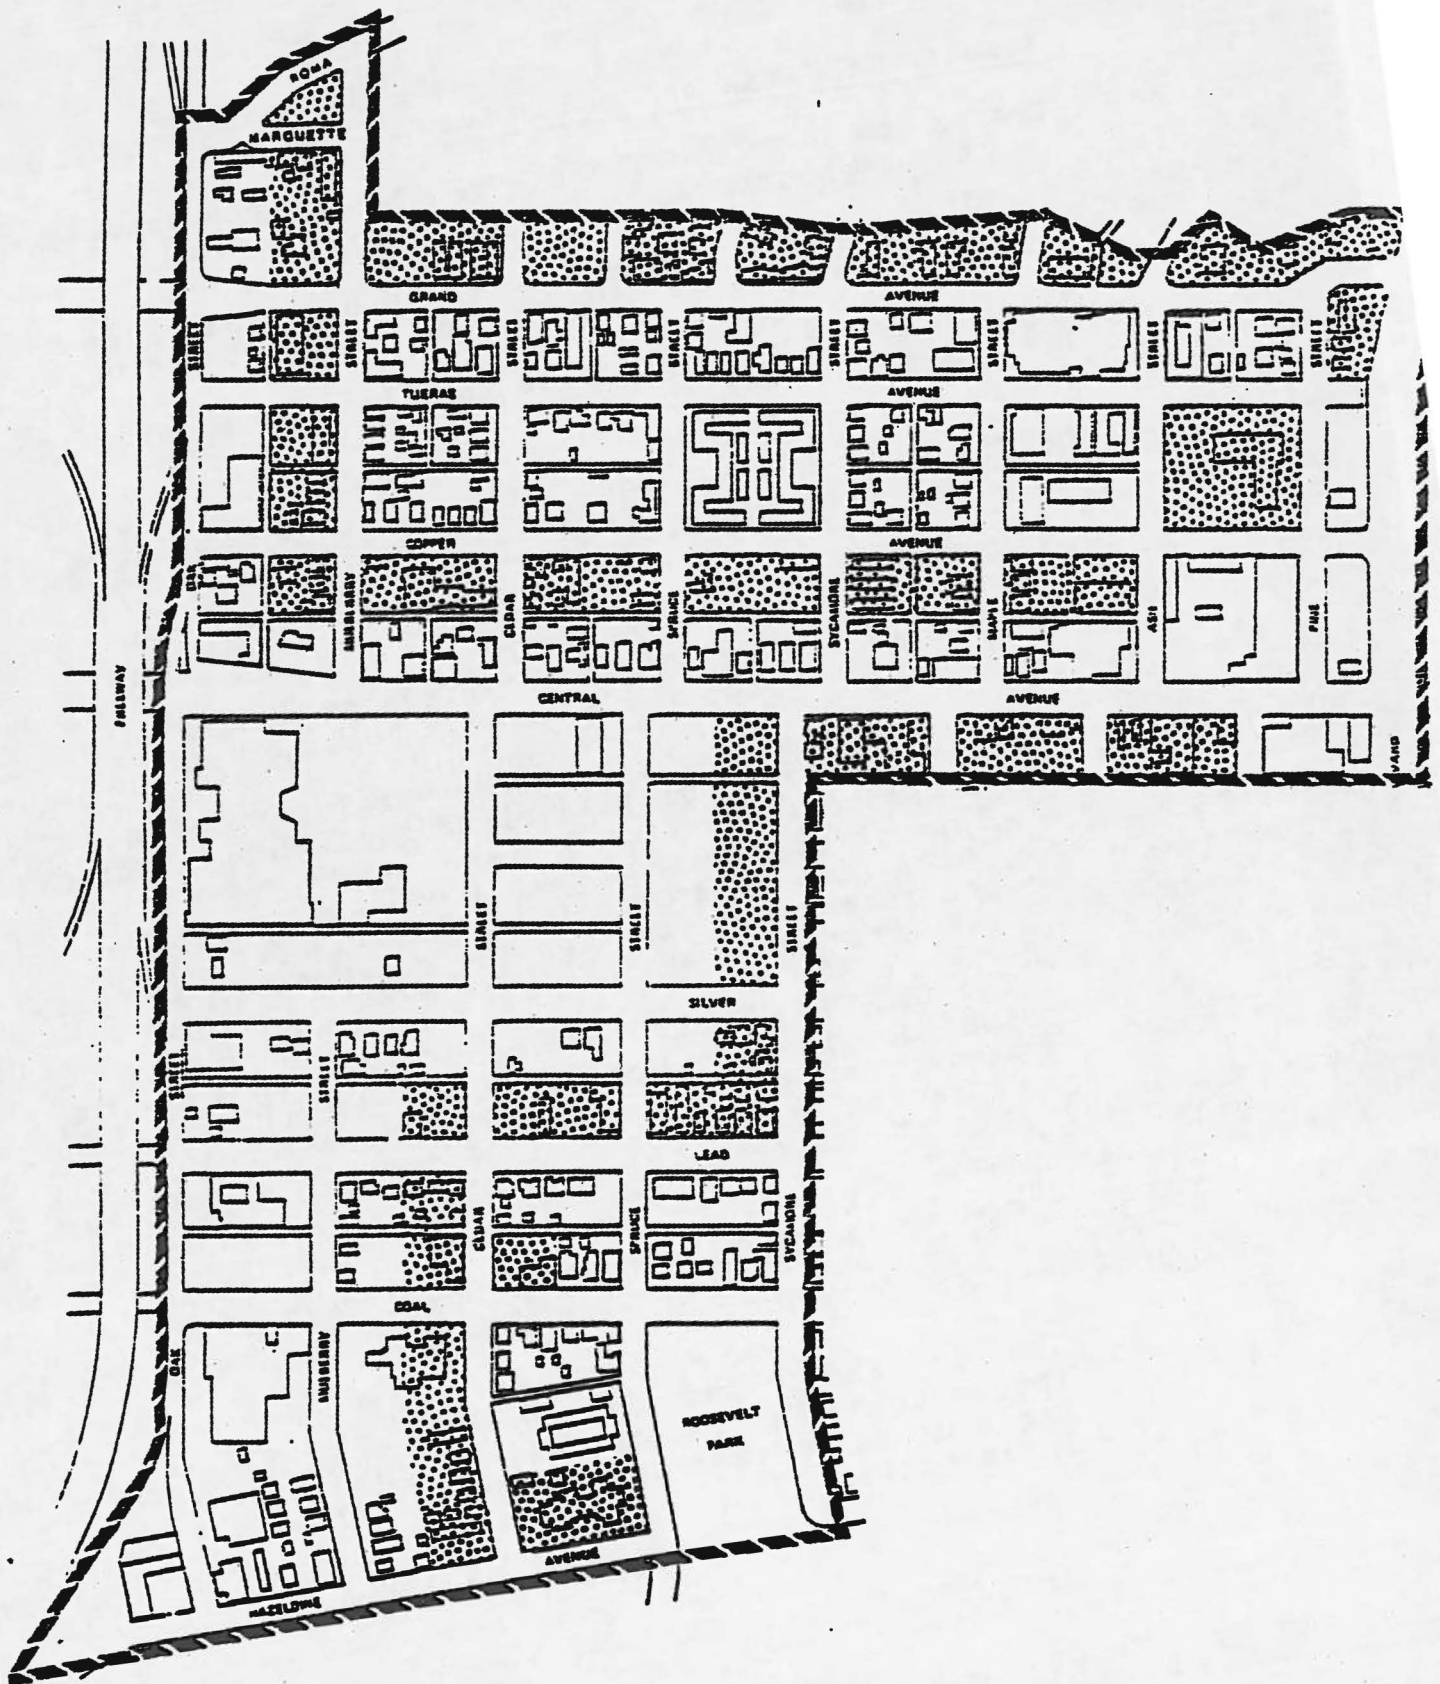 ROMA
MARQUETTE
GRAND AVENUE
STREET STREET STREET STREET STREET STREET STREET STREET
TIJERAS AVENUE
COPPER AVENUE
OAK MULBERRY CEDAR SPRUCE SYCAMORE MAPLE ASH PINE
CENTRAL AVENUE
STREET STREET STREET
SILVER
STREET STREET
LEAD
CEDAR SPRUCE SYCAMORE
COAL
OAK MULBERRY
ROOSEVELT
PARK
HAZELDINE AVENUE